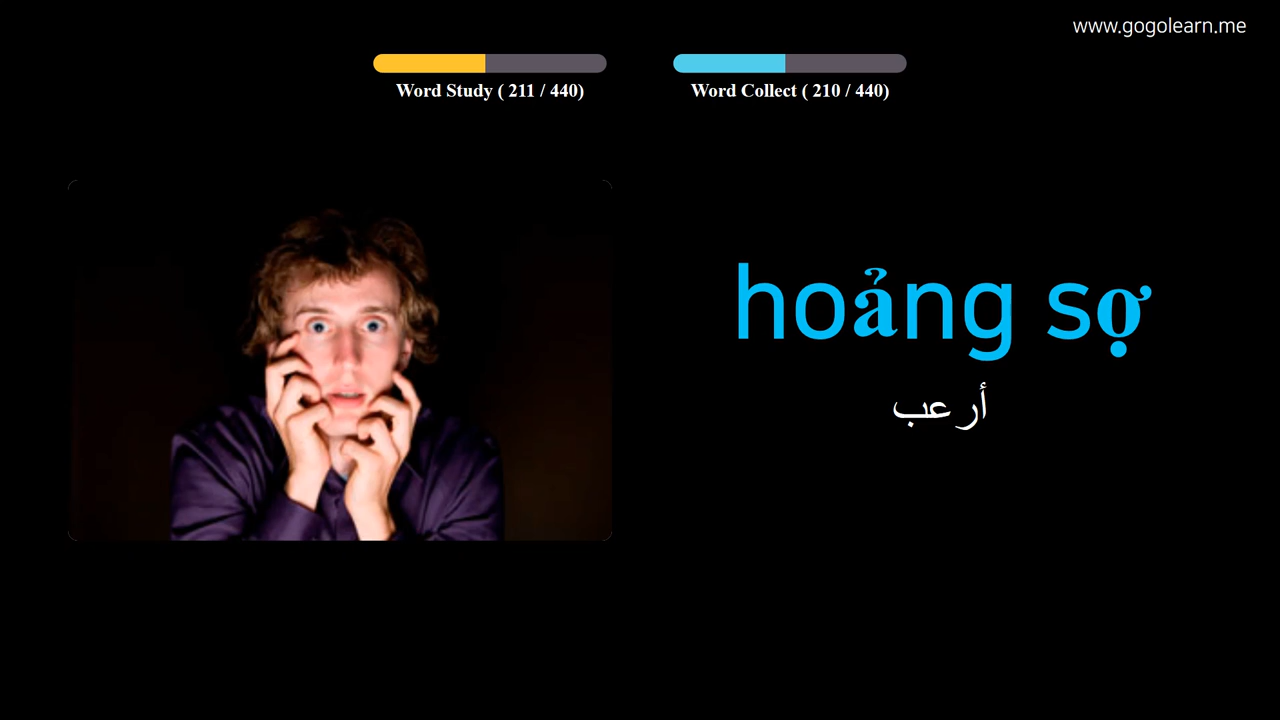 www.gogolearn.me
Word Study ( 211 / 440)
Word Collect ( 210 / 440)
hoảng sợ
أرعب